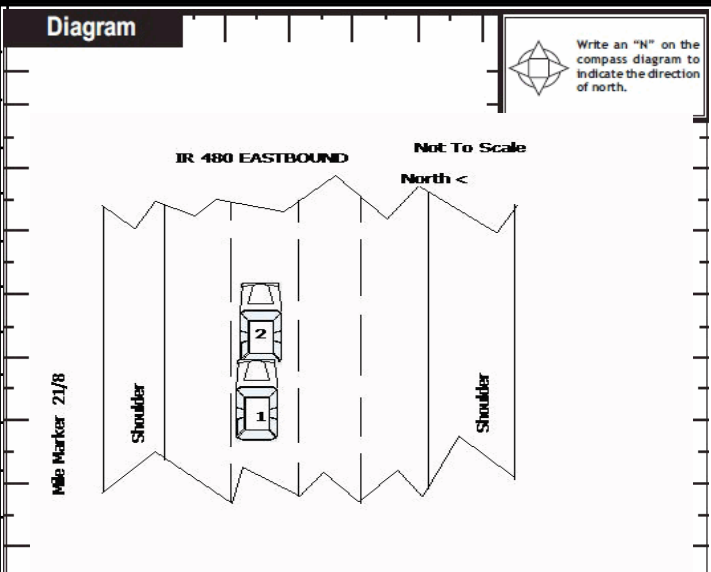 Diagram
Write an “N” on the
compass diagram to
indicate the direction
of north.
Not To Scale
IR 480 EASTBOUND
North <
2
1
Mile Marker 21/8
Shoulder
Shoulder